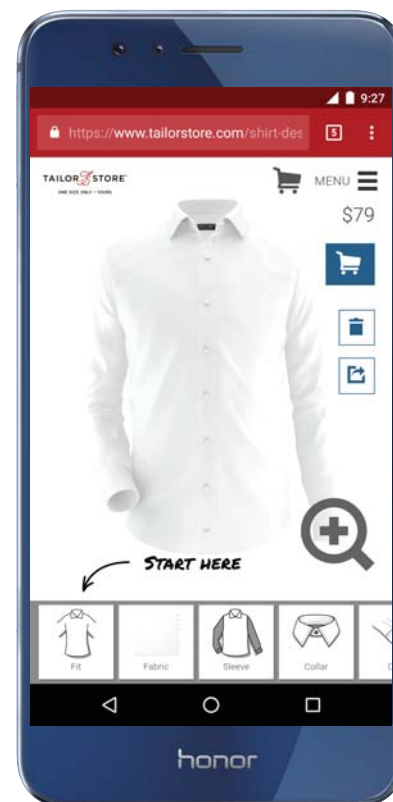 9:27
https://www.tailorstore.com/shirt-des
5
TAILOR STORE
ONE SIZE ONLY - YOURS
MENU
$79
START HERE
Fit
Fabric
Sleeve
Collar
honor